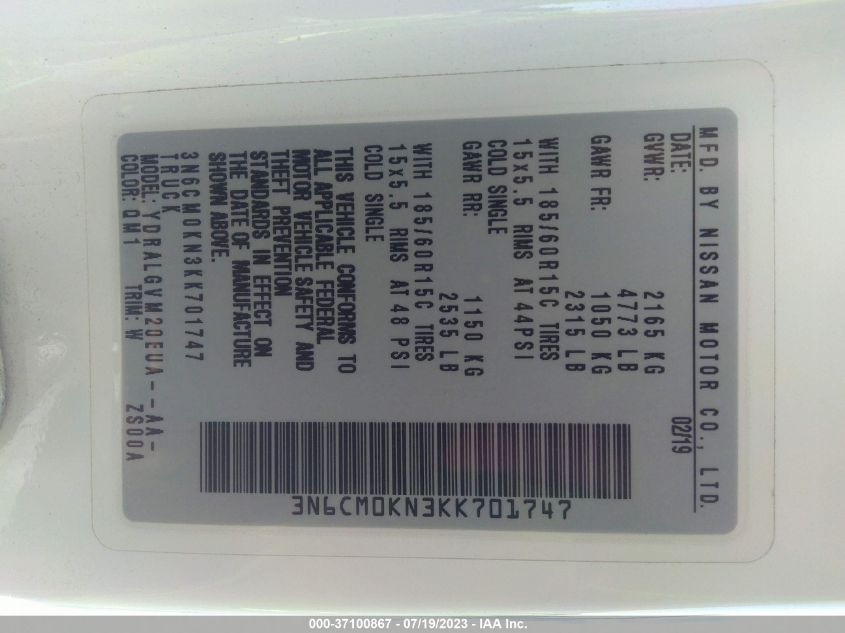 MFD. BY NISSAN MOTOR CO., LTD.
DATE: 02/19
GVWR: 2165 KG
4773 LB
GAWR FR: 1050 KG
2315 LB
WITH 185/60R15C TIRES
15x5.5 RIMS AT 44PSI
COLD SINGLE
GAWR RR: 1150 KG
2535 LB
WITH 185/60R15C TIRES
15x5.5 RIMS AT 48 PSI
COLD SINGLE
THIS VEHICLE CONFORMS TO
ALL APPLICABLE FEDERAL
MOTOR VEHICLE SAFETY AND
THEFT PREVENTION
STANDARDS IN EFFECT ON
THE DATE OF MANUFACTURE
SHOWN ABOVE.
3N6CM0KN3KK701747
TRUCK
MODEL: YDRALGVM20EUA--AA-
COLOR: QM1 TRIM: W ZS00A
3N6CM0KN3KK701747
000-37100867 - 07/19/2023 - IAA Inc.